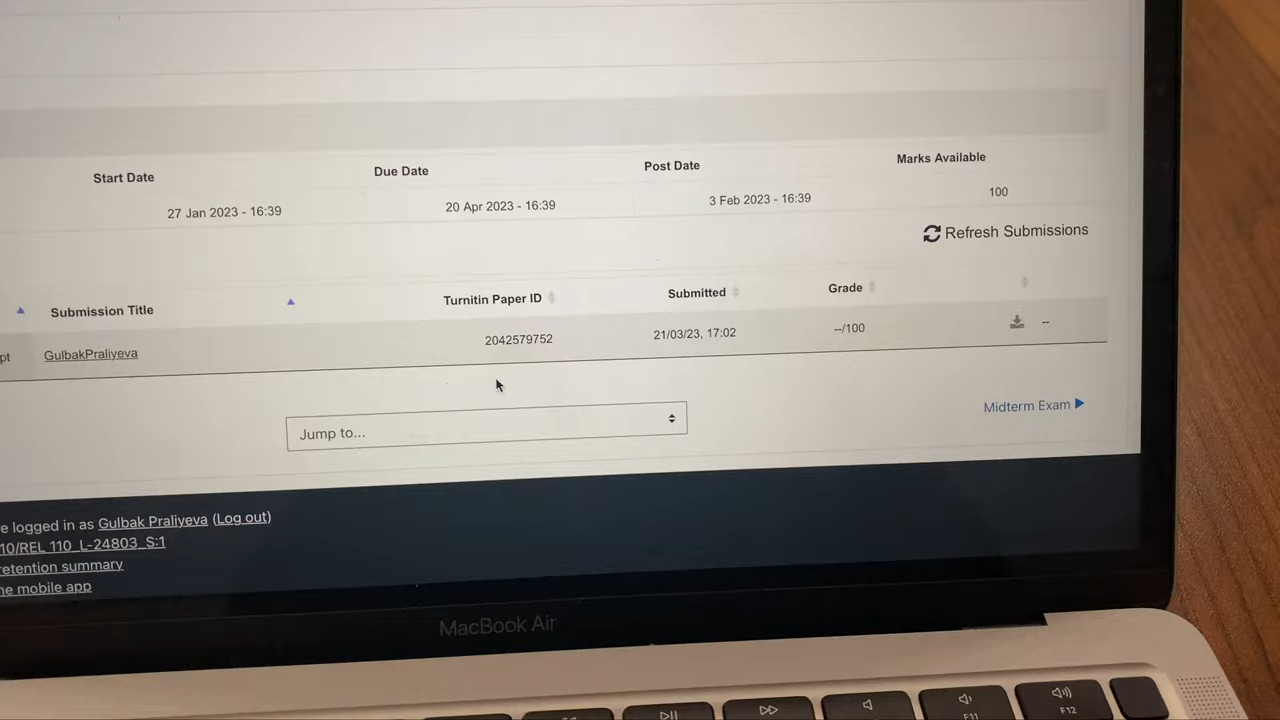 Start Date Due Date Post Date Marks Available
27 Jan 2023 - 16:39 20 Apr 2023 - 16:39 3 Feb 2023 - 16:39 100
Refresh Submissions
Submission Title Turnitin Paper ID Submitted Grade
pt GulbakPraliyeva 2042579752 21/03/23, 17:02 --/100 --
Jump to... Midterm Exam
e logged in as Gulbak Praliyeva (Log out)
10/REL 110_L-24803_S:1
retention summary
he mobile app
MacBook Air
F11 F12